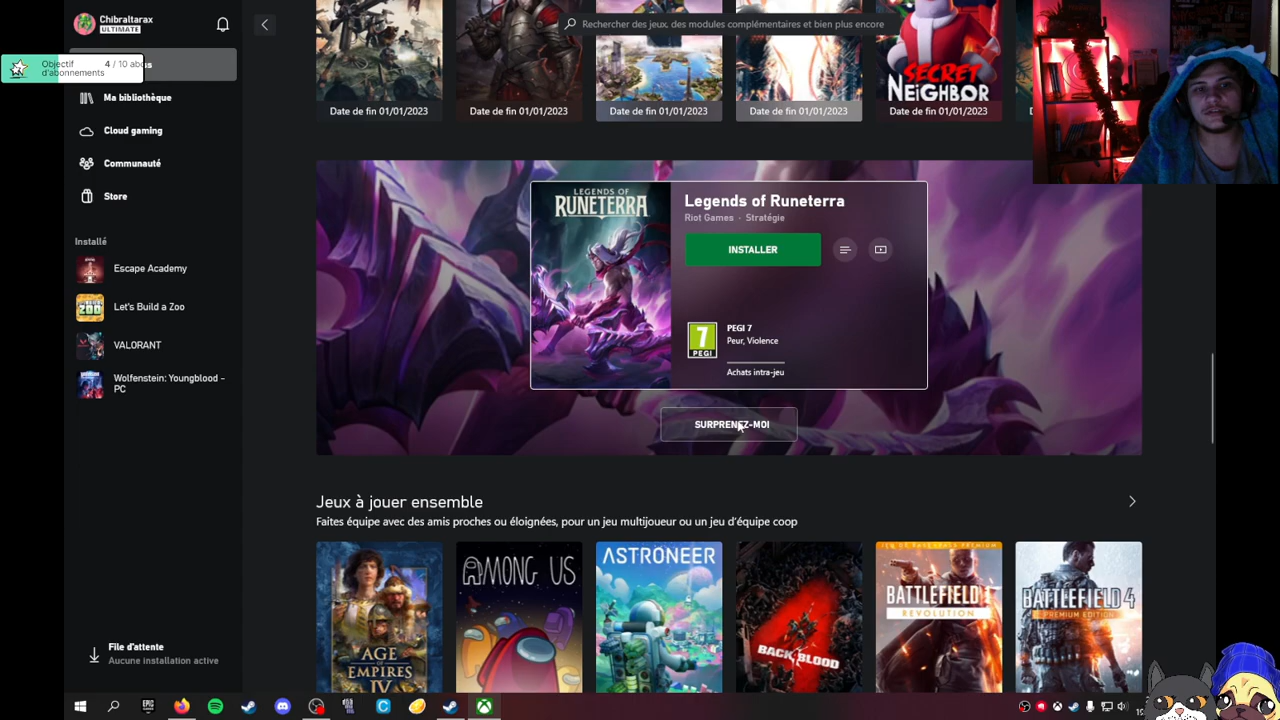 Chibraltarax
ULTIMATE
Rechercher des jeux, des modules complémentaires et bien plus encore
Objectif
d'abonnements
4 / 10
Ma bibliothèque
Cloud gaming
Communauté
Store
Installé
Escape Academy
Let's Build a Zoo
VALORANT
Wolfenstein: Youngblood -
PC
File d'attente
Aucune installation active
SECRET
NEIGHBOR
Date de fin 01/01/2023
Date de fin 01/01/2023
Date de fin 01/01/2023
Date de fin 01/01/2023
Date de fin 01/01/2023
LEGENDS OF
RUNETERRA
Legends of Runeterra
Riot Games - Stratégie
INSTALLER
7
PEGI
PEGI 7
Peur, Violence
Achats intra-jeu
SURPRENEZ-MOI
Jeux à jouer ensemble
Faites équipe avec des amis proches ou éloignées, pour un jeu multijoueur ou un jeu d'équipe coop
AGE
OF
EMPIRES
IV
AMONG US
ASTRONEER
BACK BLOOD
BATTLEFIELD 1
REVOLUTION
BATTLEFIELD 4
PREMIUM EDITION
EPIC